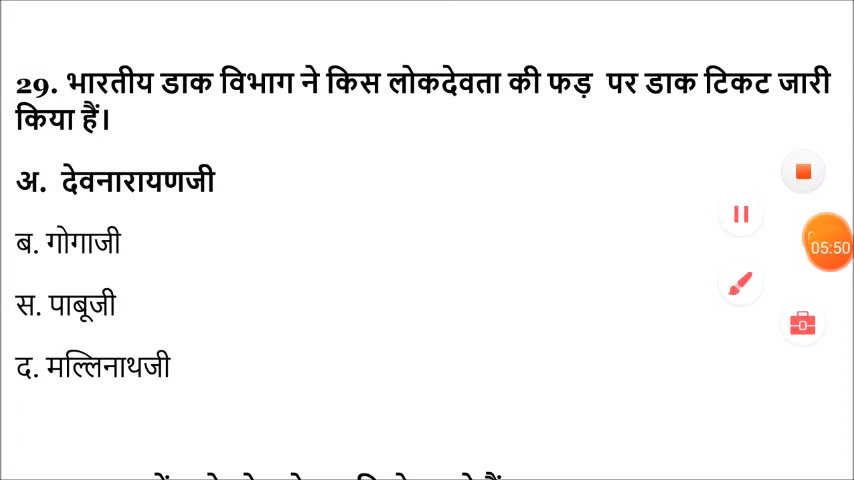 29. भारतीय डाक विभाग ने किस लोकदेवता की फड़ पर डाक टिकट जारी
किया हैं।
अ. देवनारायणजी
ब. गोगाजी
स. पाबूजी
द. मल्लिनाथजी
05:50